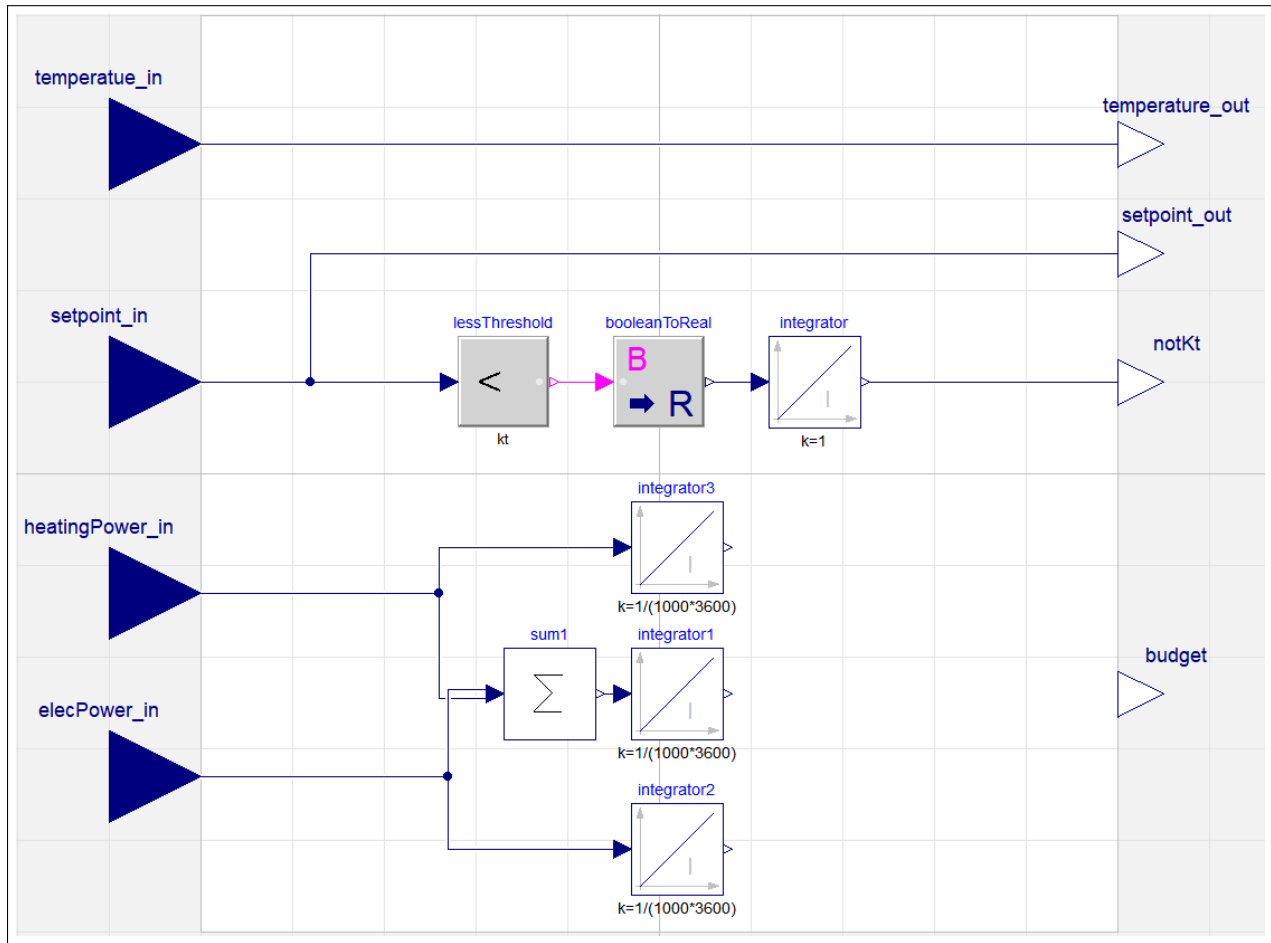 temperatue_in
temperature_out
setpoint_out
setpoint_in
lessThreshold
booleanToReal
integrator
notKt
<
B
R
I
kt
k=1
integrator3
heatingPower_in
I
k=1/(1000*3600)
sum1
integrator1
budget
Σ
I
elecPower_in
k=1/(1000*3600)
integrator2
I
k=1/(1000*3600)